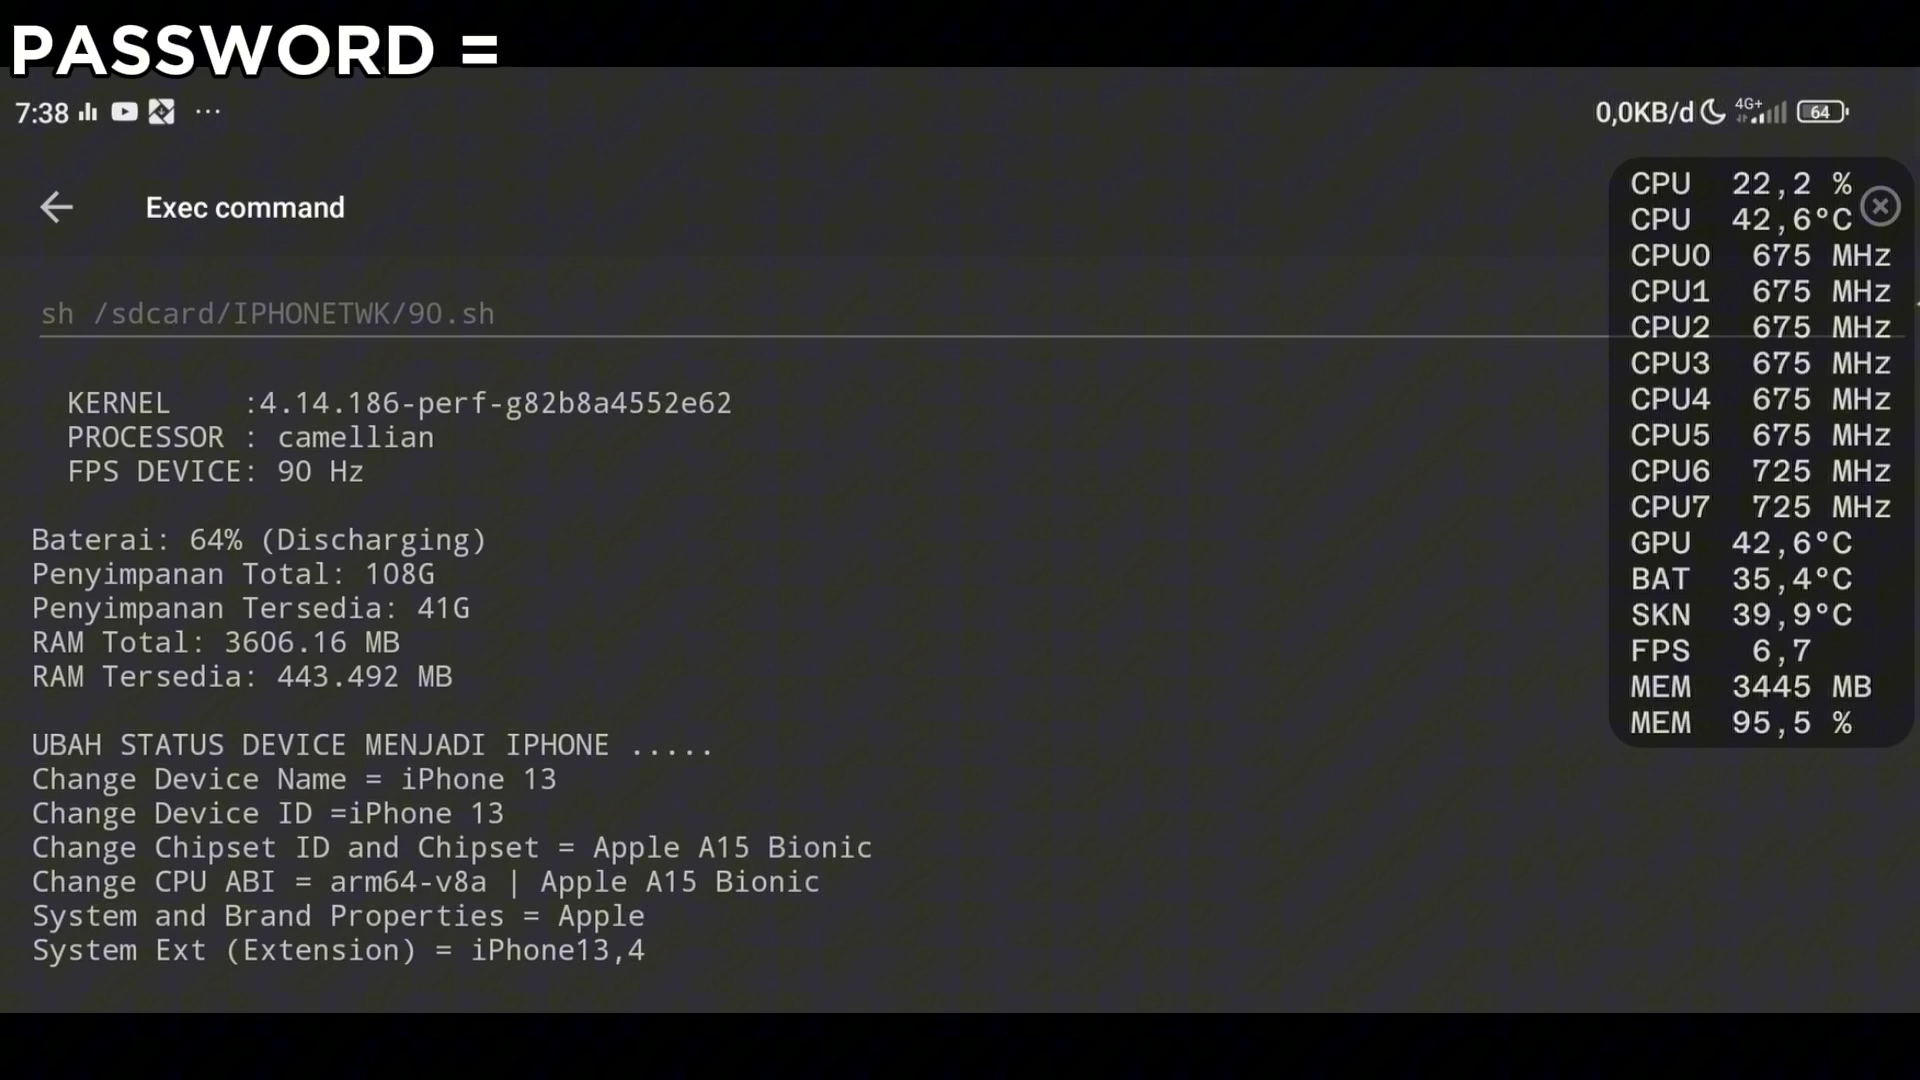 PASSWORD =
7:38 ... 0,0KB/d 4G+ 64
Exec command
sh /sdcard/IPHONETWK/90.sh
KERNEL :4.14.186-perf-g82b8a4552e62
PROCESSOR : camellian
FPS DEVICE: 90 Hz
Baterai: 64% (Discharging)
Penyimpanan Total: 108G
Penyimpanan Tersedia: 41G
RAM Total: 3606.16 MB
RAM Tersedia: 443.492 MB
UBAH STATUS DEVICE MENJADI IPHONE .....
Change Device Name = iPhone 13
Change Device ID =iPhone 13
Change Chipset ID and Chipset = Apple A15 Bionic
Change CPU ABI = arm64-v8a | Apple A15 Bionic
System and Brand Properties = Apple
System Ext (Extension) = iPhone13,4
CPU 22,2 %
CPU 42,6°C
CPU0 675 MHz
CPU1 675 MHz
CPU2 675 MHz
CPU3 675 MHz
CPU4 675 MHz
CPU5 675 MHz
CPU6 725 MHz
CPU7 725 MHz
GPU 42,6°C
BAT 35,4°C
SKN 39,9°C
FPS 6,7
MEM 3445 MB
MEM 95,5 %